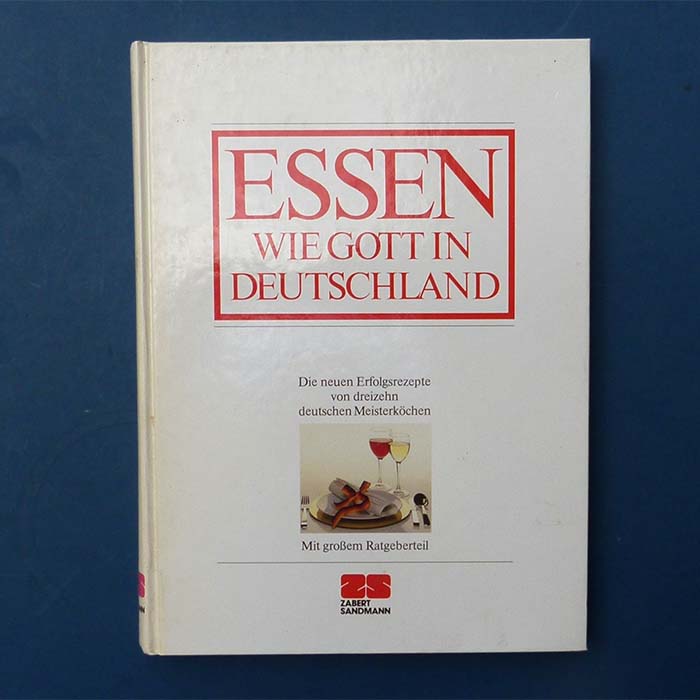 ESSEN
WIE GOTT IN
DEUTSCHLAND
Die neuen Erfolgsrezepte
von dreizehn
deutschen Meisterköchen
Mit großem Ratgeberteil
ZS
ZABERT
SANDMANN